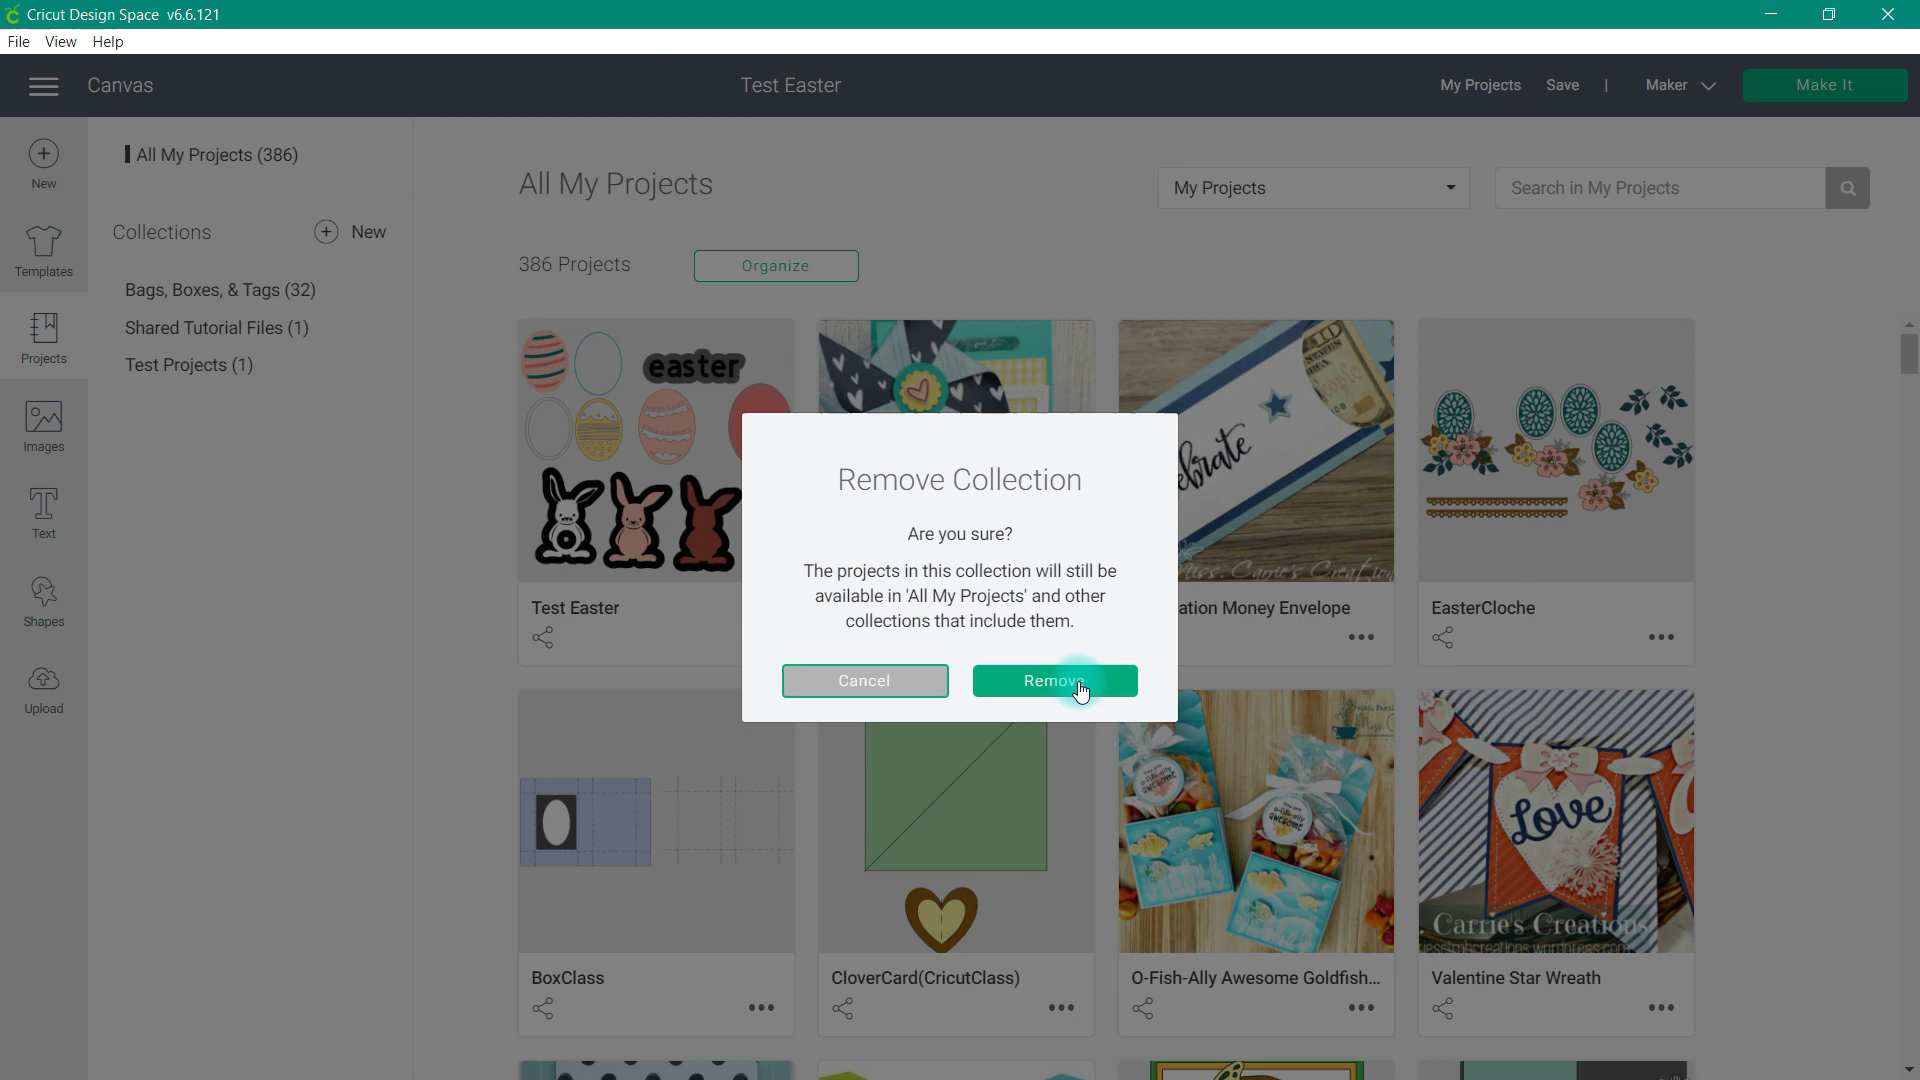 Cricut Design Space v6.6.121
File View Help
Canvas
Test Easter
My Projects Save | Maker
Make It
New
Templates
Projects
Images
Text
Shapes
Upload
All My Projects (386)
Collections
New
Bags, Boxes, & Tags (32)
Shared Tutorial Files (1)
Test Projects (1)
All My Projects
My Projects
Search in My Projects
386 Projects
Organize
easter
Remove Collection
Are you sure?
The projects in this collection will still be
available in 'All My Projects' and other
collections that include them.
Cancel
Remove
Miss. Carrie's Creation
Test Easter
ation Money Envelope
EasterCloche
Love
Carrie's Creations
BoxClass
CloverCard(CricutClass)
O-Fish-Ally Awesome Goldfish...
Valentine Star Wreath